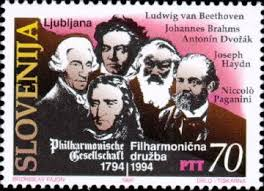 SLOVENIJA
Ljubljana
Ludwig van Beethoven
Johannes Brahms
Antonín Dvořák
Joseph
Haydn
Niccolò
Paganini
Philharmonische
Gesellschaft
1794
Filharmonična
družba
1994
PTT 70